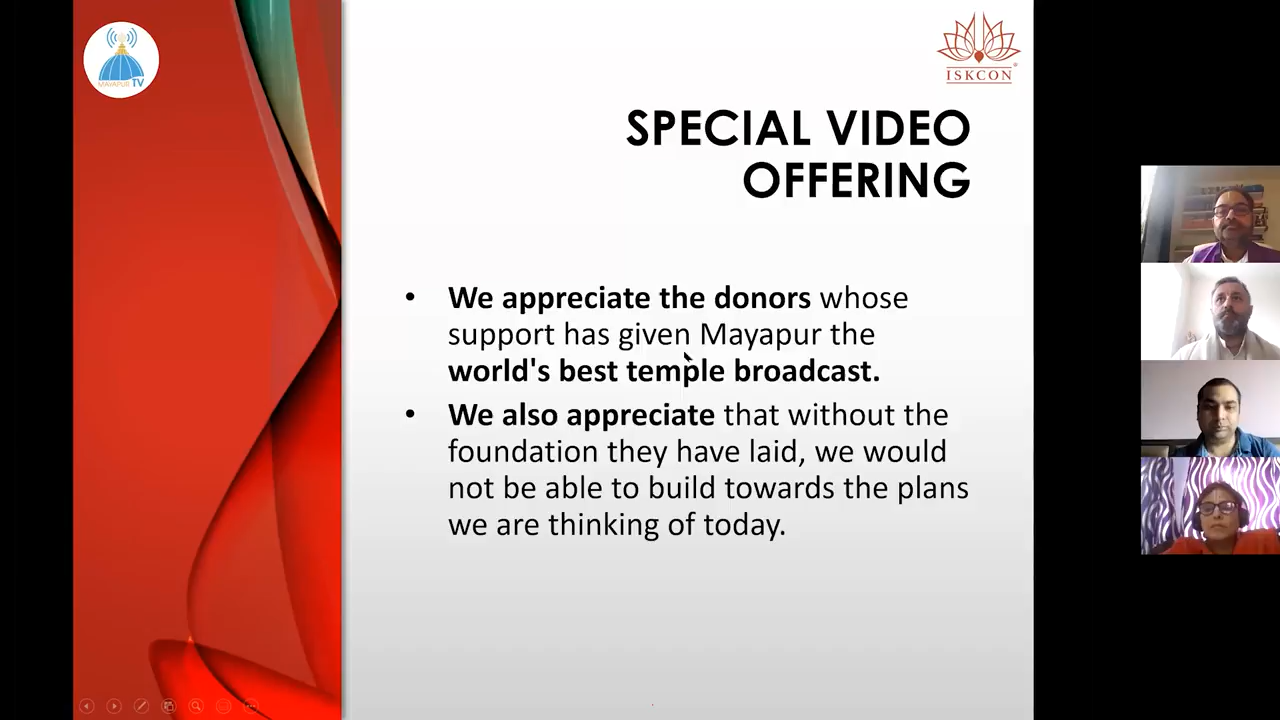 MAYAPUR TV
ISKCON
SPECIAL VIDEO
OFFERING
• We appreciate the donors whose
support has given Mayapur the
world's best temple broadcast.
• We also appreciate that without the
foundation they have laid, we would
not be able to build towards the plans
we are thinking of today.